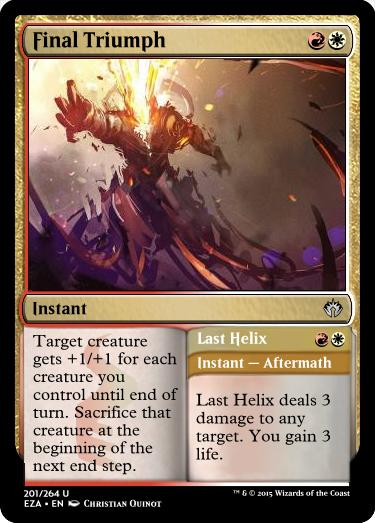 Final Triumph
Instant
Target creature
gets +1/+1 for each
creature you
control until end of
turn. Sacrifice that
creature at the
beginning of the
next end step.
Last Helix
Instant — Aftermath
Last Helix deals 3
damage to any
target. You gain 3
life.
201/264 U
EZA • EN Christian Quinot
™ & © 2015 Wizards of the Coast